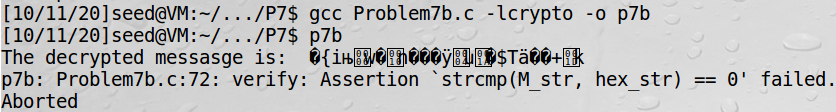 [10/11/20]seed@VM:~/.../P7$ gcc Problem7b.c -lcrypto -o p7b
[10/11/20]seed@VM:~/.../P7$ p7b
The decrypted messasge is:
p7b: Problem7b.c:72: verify: Assertion `strcmp(M_str, hex_str) == 0' failed.
Aborted